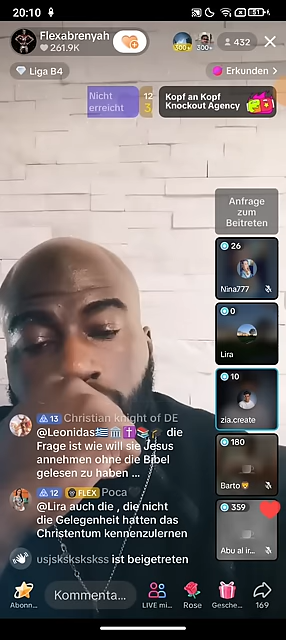 20:10
51
Flexabrenyah
261.9K
300+
300+
432
Liga B4
Erkunden >
Nicht
erreicht
12
3
Kopf an Kopf
Knockout Agency
Anfrage
zum
Beitreten
26
Nina777
0
Lira
10
zia.create
180
Barto🦁
359
Abu al ir...
13 Christian knight of DE
@Leonidas🇬🇷🏛️✝️📚🎓 die
Frage ist wie will sie Jesus
annehmen ohne die Bibel
gelesen zu haben ...
12 FLEX Poca🖤
@Lira auch die , die nicht
die Gelegenheit hatten das
Christentum kennenzulernen
usjsksksksksss ist beigetreten
Abonn...
Kommenta...
LIVE mi...
Rose
Gesche...
169